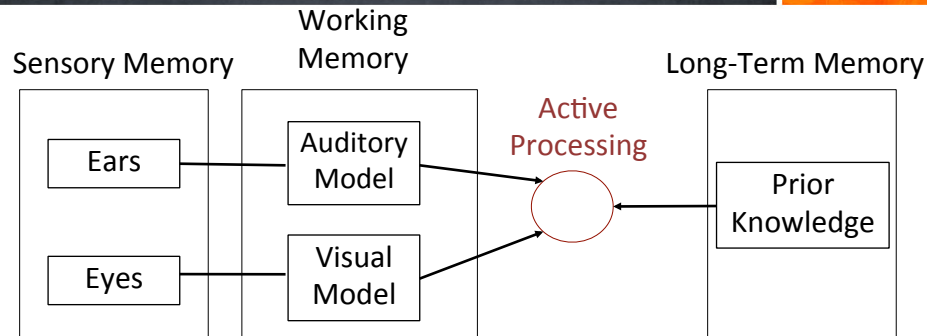 Working
Memory
Sensory Memory
Long-Term Memory
Active
Processing
Ears
Auditory
Model
Prior
Knowledge
Eyes
Visual
Model